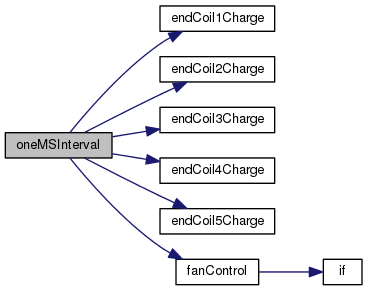 endCoil1Charge
endCoil2Charge
endCoil3Charge
oneMSInterval
endCoil4Charge
endCoil5Charge
fanControl
if